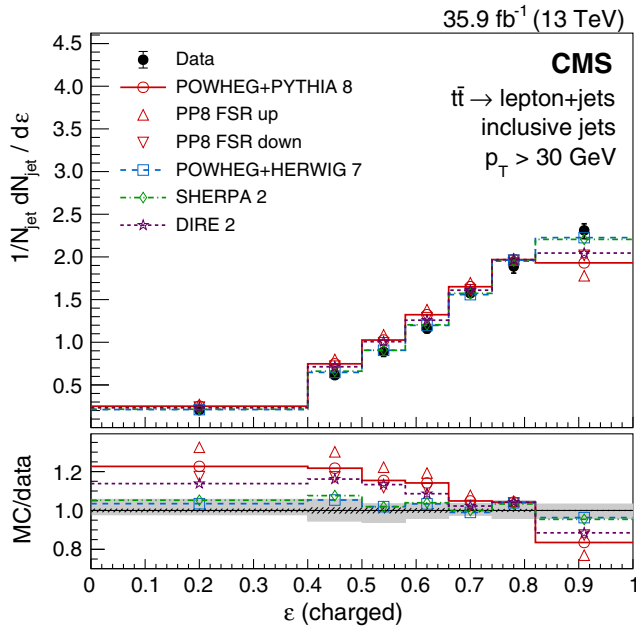 35.9 fb⁻¹ (13 TeV)
CMS
tt̄ → lepton+jets
inclusive jets
p_T > 30 GeV
Data
POWHEG+PYTHIA 8
PP8 FSR up
PP8 FSR down
POWHEG+HERWIG 7
SHERPA 2
DIRE 2
1/N_jet dN_jet / dε
4.5
4.0
3.5
3.0
2.5
2.0
1.5
1.0
0.5
MC/data
1.2
1.0
0.8
0 0.1 0.2 0.3 0.4 0.5 0.6 0.7 0.8 0.9 1
ε (charged)